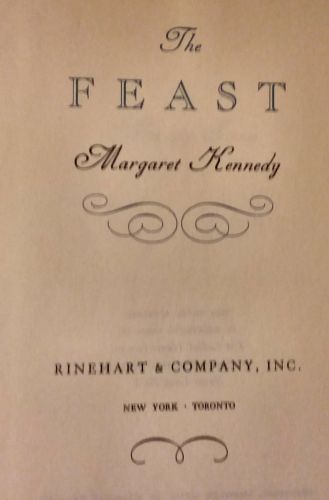 The
FEAST
Margaret Kennedy
RINEHART & COMPANY, INC.
NEW YORK · TORONTO